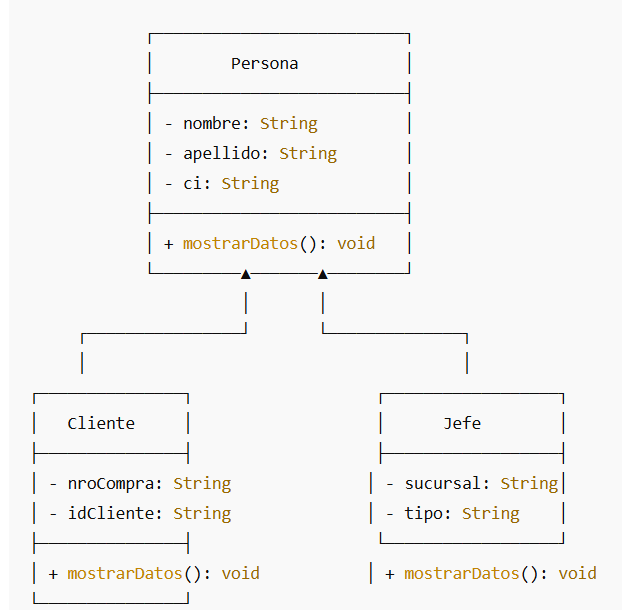 Persona
- nombre: String
- apellido: String
- ci: String
+ mostrarDatos(): void
Cliente
- nroCompra: String
- idCliente: String
+ mostrarDatos(): void
Jefe
- sucursal: String
- tipo: String
+ mostrarDatos(): void